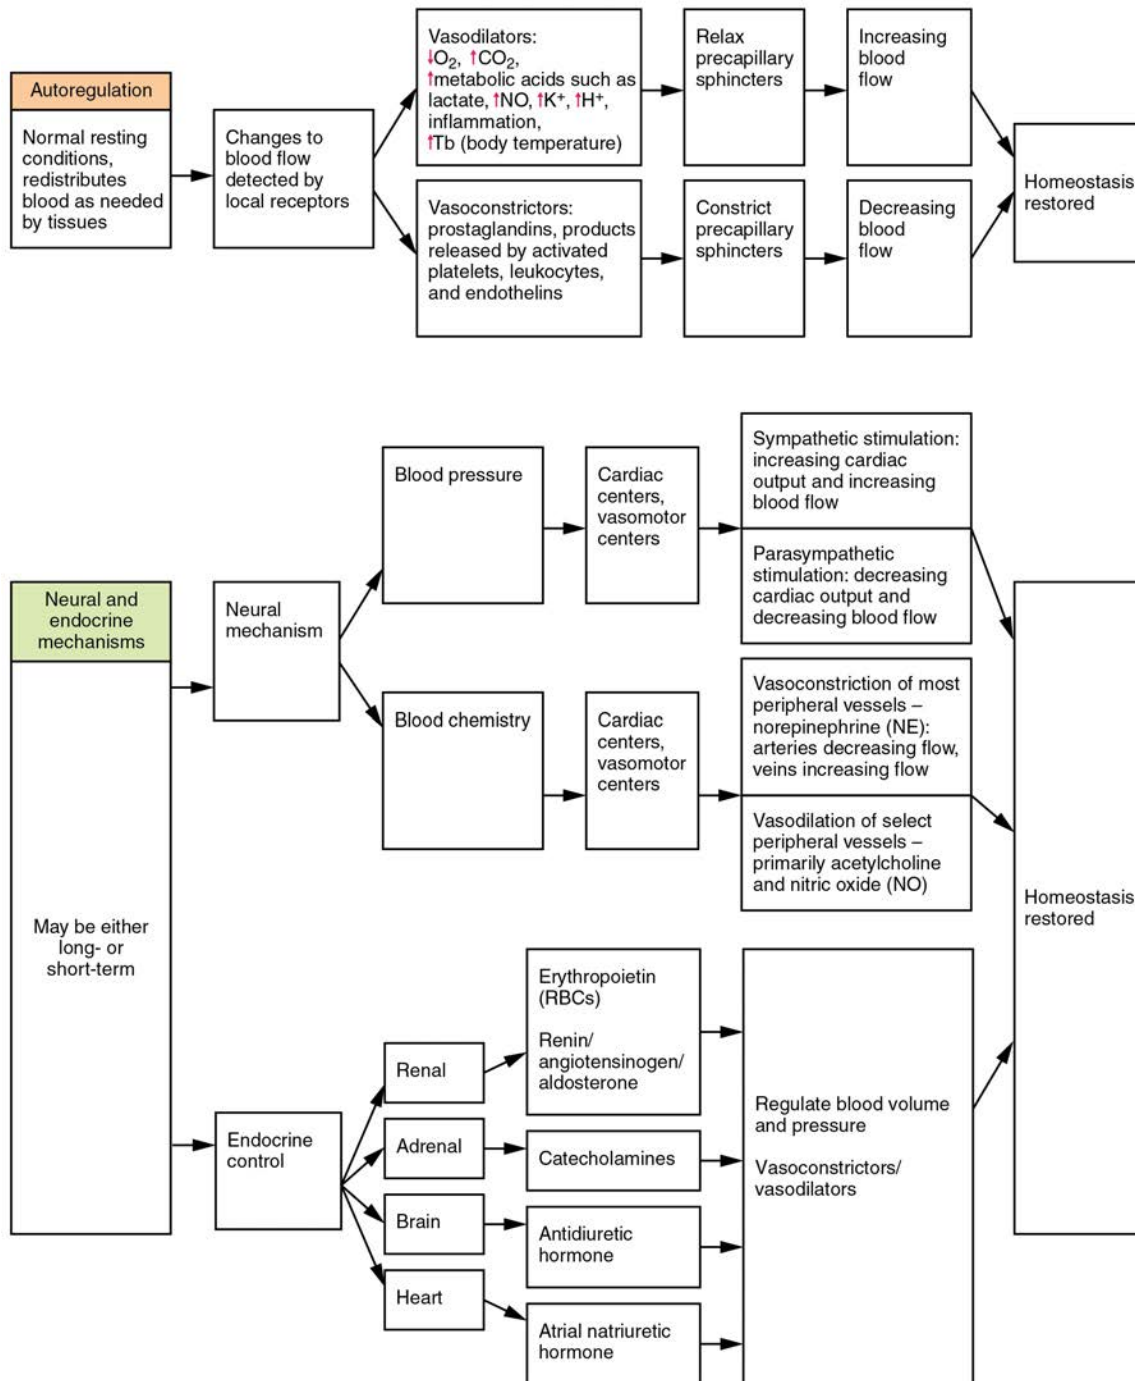 Autoregulation
Normal resting
conditions,
redistributes
blood as needed
by tissues
Changes to
blood flow
detected by
local receptors
Vasodilators:
↓O₂, ↑CO₂,
↑metabolic acids such as
lactate, ↑NO, ↑K⁺, ↑H⁺,
inflammation,
↑Tb (body temperature)
Relax
precapillary
sphincters
Increasing
blood
flow
Vasoconstrictors:
prostaglandins, products
released by activated
platelets, leukocytes,
and endothelins
Constrict
precapillary
sphincters
Decreasing
blood
flow
Homeostasis
restored
Neural and
endocrine
mechanisms
May be either
long- or
short-term
Neural
mechanism
Blood pressure
Cardiac
centers,
vasomotor
centers
Sympathetic stimulation:
increasing cardiac
output and increasing
blood flow
Parasympathetic
stimulation: decreasing
cardiac output and
decreasing blood flow
Blood chemistry
Cardiac
centers,
vasomotor
centers
Vasoconstriction of most
peripheral vessels –
norepinephrine (NE):
arteries decreasing flow,
veins increasing flow
Vasodilation of select
peripheral vessels –
primarily acetylcholine
and nitric oxide (NO)
Endocrine
control
Renal
Erythropoietin
(RBCs)
Renin/
angiotensinogen/
aldosterone
Adrenal
Catecholamines
Brain
Antidiuretic
hormone
Heart
Atrial natriuretic
hormone
Regulate blood volume
and pressure
Vasoconstrictors/
vasodilators
Homeostasis
restored